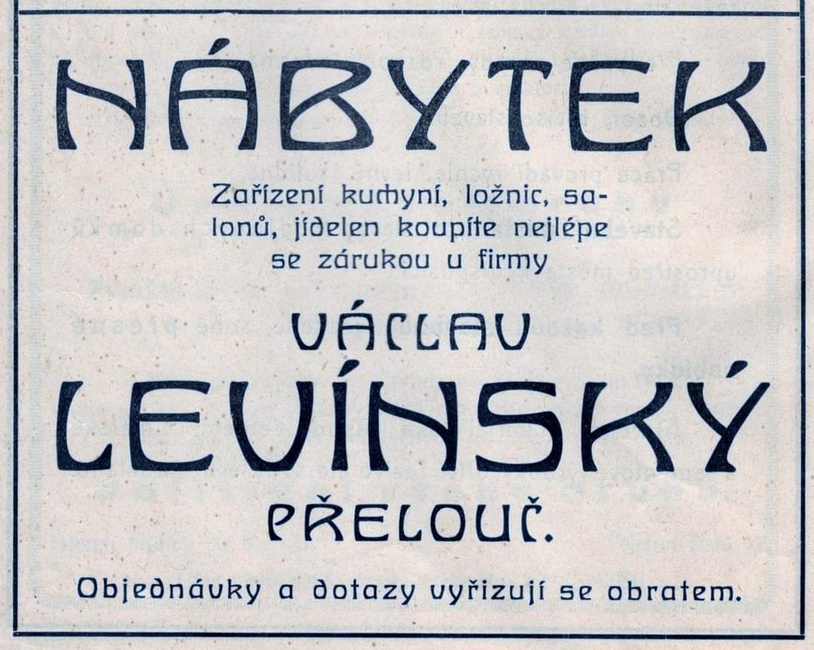 NÁBYTEK
Zařízení kuchyní, ložnic, sa-
lonů, jídelen koupíte nejlépe
se zárukou u firmy
VÁCLAV
LEVÍNSKÝ
PŘELOUČ.
Objednávky a dotazy vyřizují se obratem.